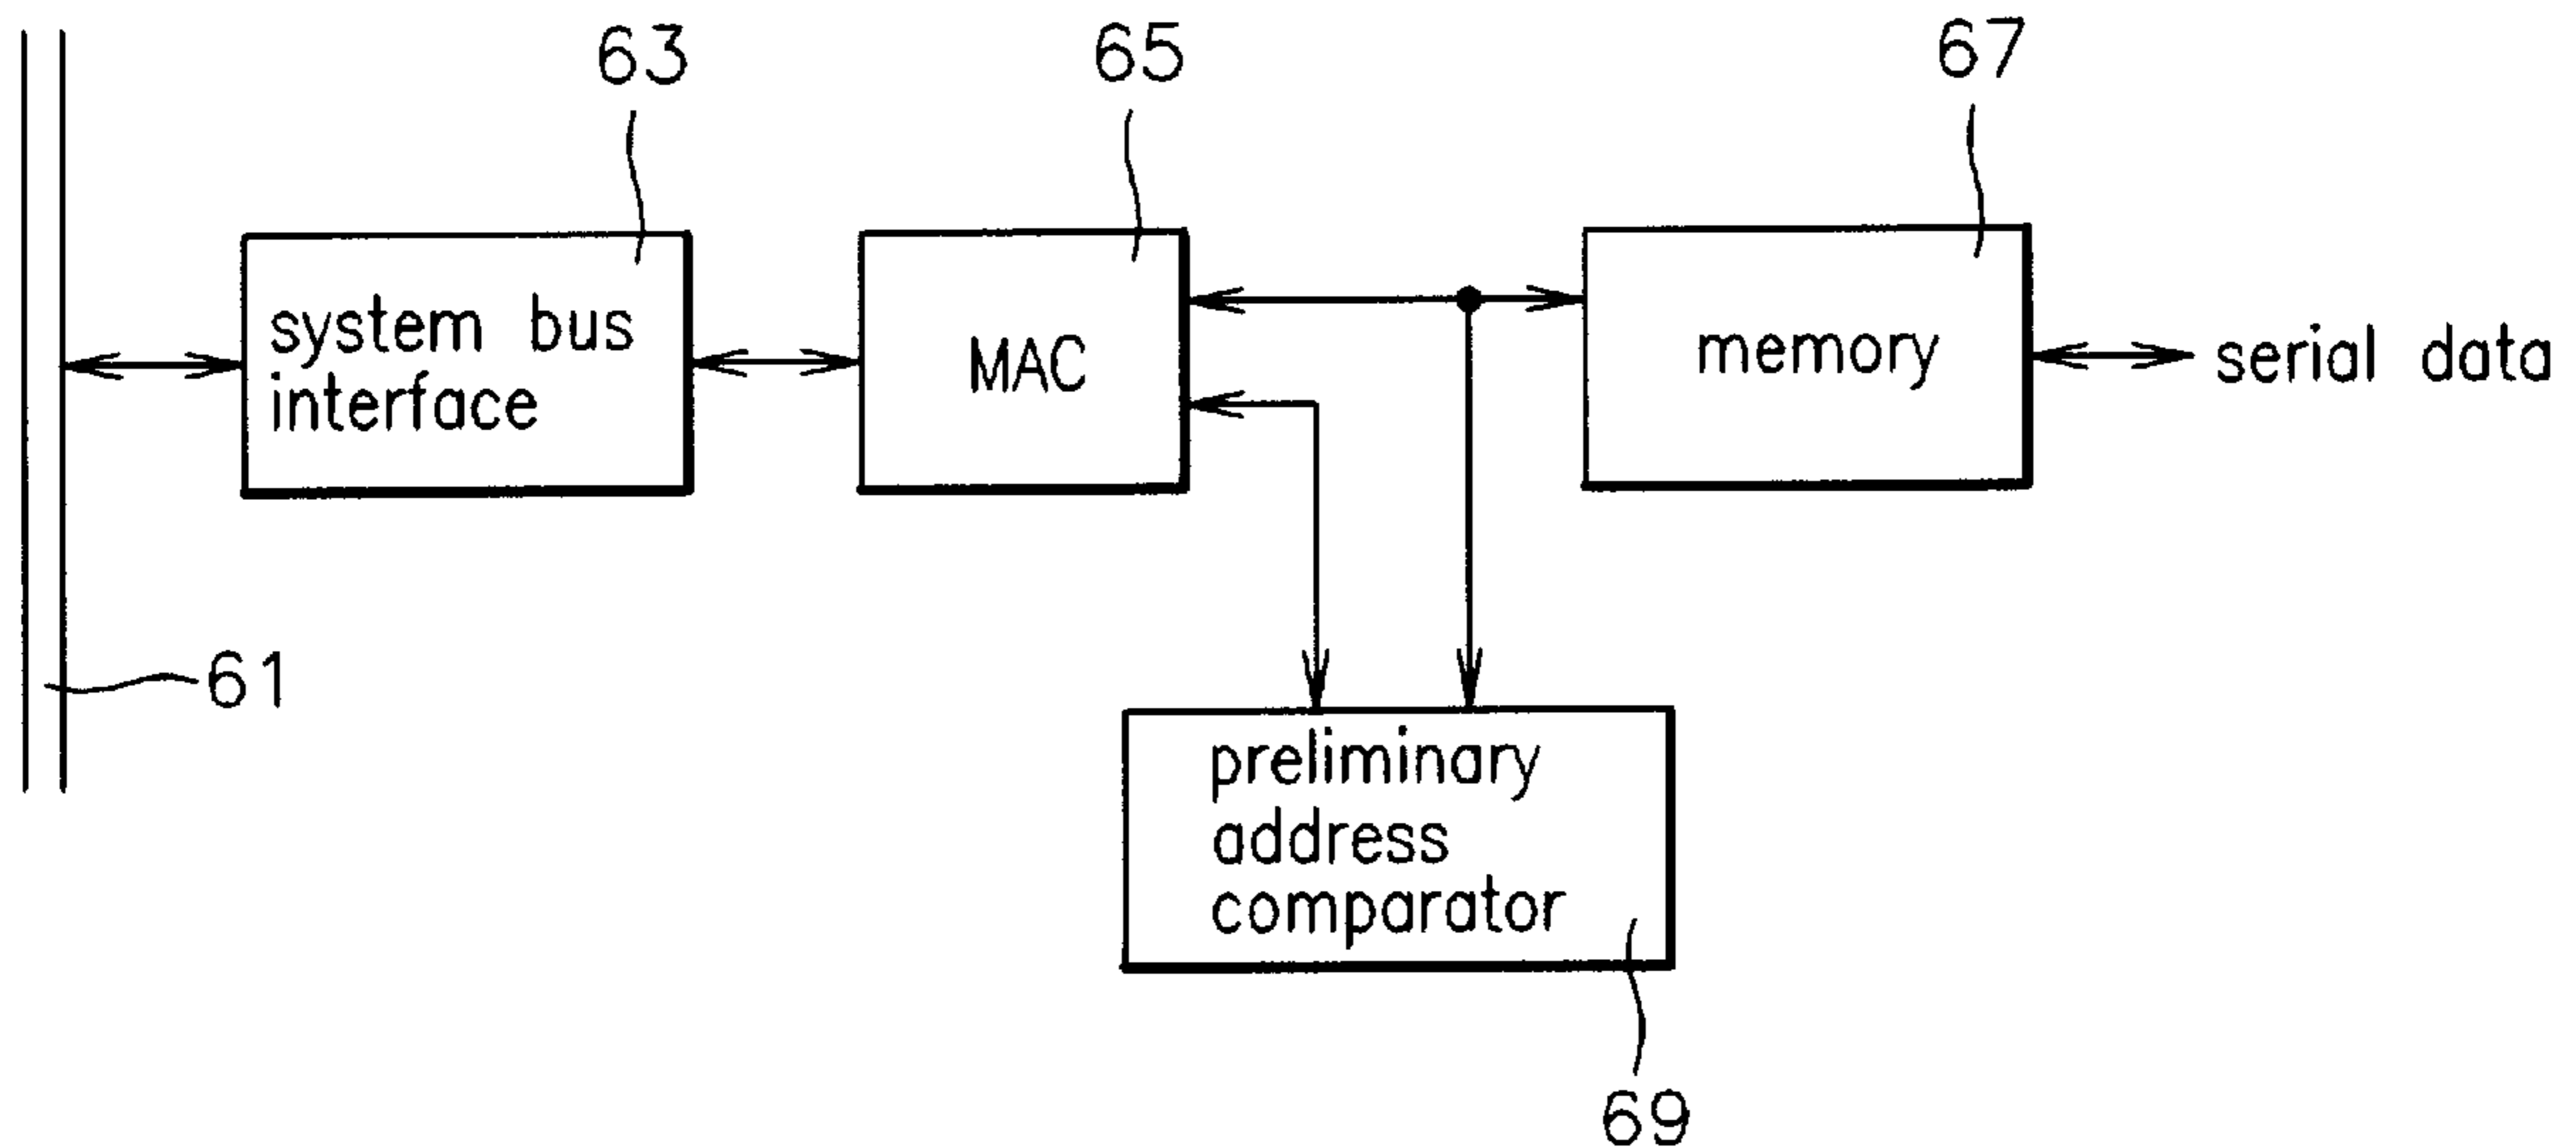 63
65
67
system bus
interface
MAC
memory
serial data
61
preliminary
address
comparator
69